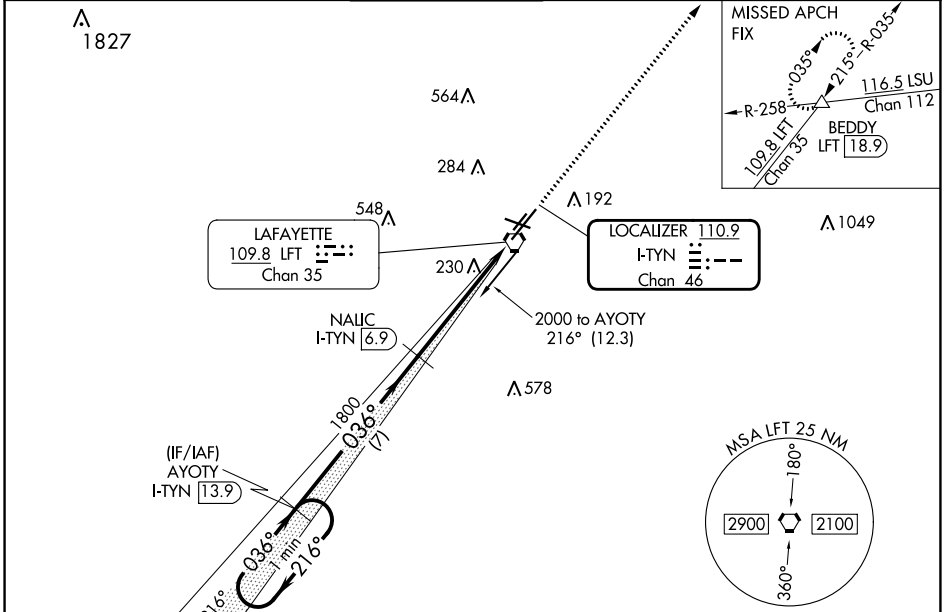 1827
564
284
548
192
1049
230
578
MISSED APCH
FIX
035°
215°
R-035
R-258
116.5 LSU
Chan 112
109.8 LFT
Chan 35
BEDDY
LFT 18.9
LAFAYETTE
109.8 LFT
Chan 35
LOCALIZER 110.9
I-TYN
Chan 46
NALIC
I-TYN 6.9
2000 to AYOTY
216° (12.3)
1800
036°
(7)
(IF/IAF)
AYOTY
I-TYN 13.9
036°
1 min
216°
216°
MSA LFT 25 NM
180°
2900
2100
360°